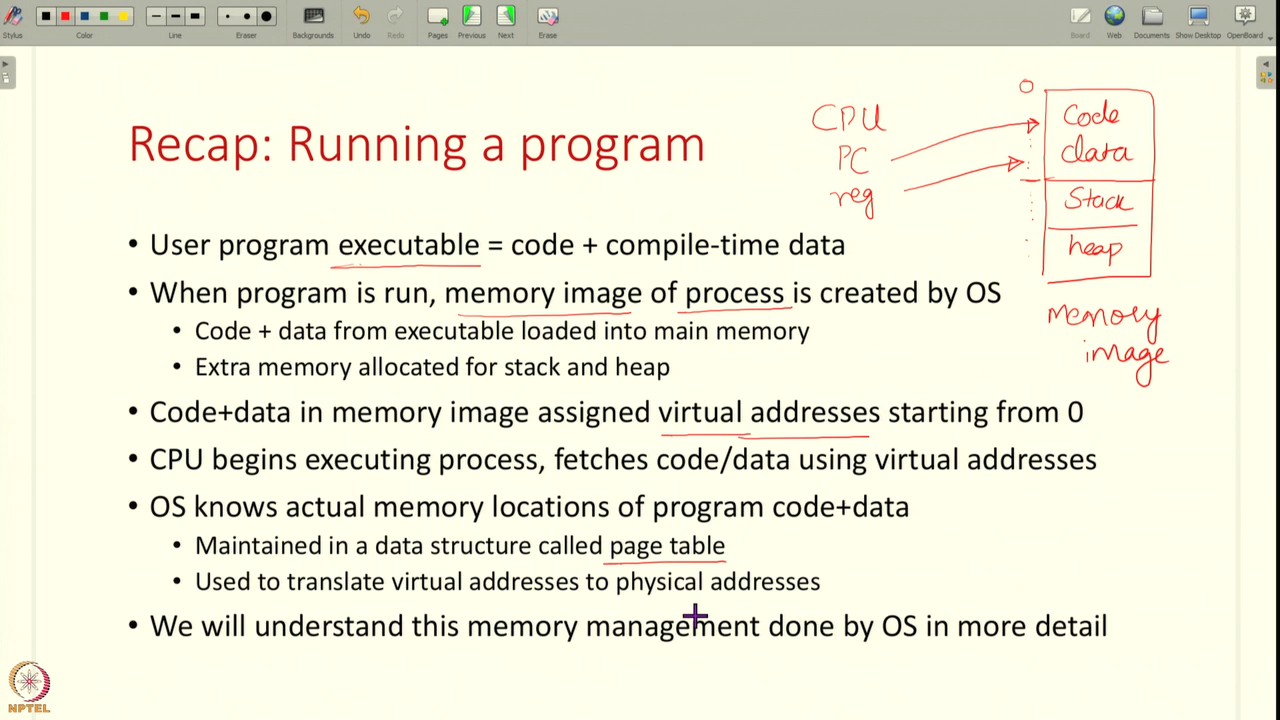 Stylus
Color
Line
Eraser
Backgrounds
Undo
Redo
Pages
Previous
Next
Erase
Board
Web
Documents
Show Desktop
OpenBoard
Recap: Running a program
CPU
PC
reg
0
Code
data
Stack
heap
memory
image
• User program executable = code + compile-time data
• When program is run, memory image of process is created by OS
• Code + data from executable loaded into main memory
• Extra memory allocated for stack and heap
• Code+data in memory image assigned virtual addresses starting from 0
• CPU begins executing process, fetches code/data using virtual addresses
• OS knows actual memory locations of program code+data
• Maintained in a data structure called page table
• Used to translate virtual addresses to physical addresses
• We will understand this memory management done by OS in more detail
NPTEL